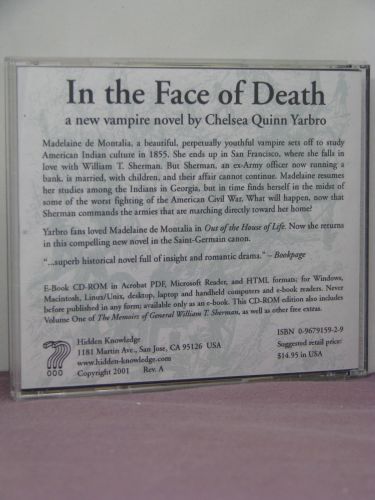 In the Face of Death
a new vampire novel by Chelsea Quinn Yarbro
Madelaine de Montalia, a beautiful, perpetually youthful vampire sets off to study
American Indian culture in 1855. She ends up in San Francisco, where she falls in
love with William T. Sherman. But Sherman, an ex-Army officer now running a
bank, is married, with children, and their affair cannot continue. Madelaine resumes
her studies among the Indians in Georgia, but in time finds herself in the midst of
some of the worst fighting of the American Civil War. What will happen, now that
Sherman commands the armies that are marching directly toward her home?
Yarbro fans loved Madelaine de Montalia in Out of the House of Life. Now she returns
in this compelling new novel in the Saint-Germain canon.
"...superb historical novel full of insight and romantic drama." – Bookpage
E-Book CD-ROM in Acrobat PDF, Microsoft Reader, and HTML formats; for Windows,
Macintosh, Linux/Unix, desktop, laptop and handheld computers and e-book readers. Never
before published in any form; available only as an e-book. This CD-ROM edition also includes
Volume One of The Memoirs of General William T. Sherman, as well as other free extras.
Hidden Knowledge
1181 Martin Ave., San Jose, CA 95126 USA
www.hidden-knowledge.com
Copyright 2001 Rev. A
ISBN 0-9679159-2-9
Suggested retail price:
$14.95 in USA